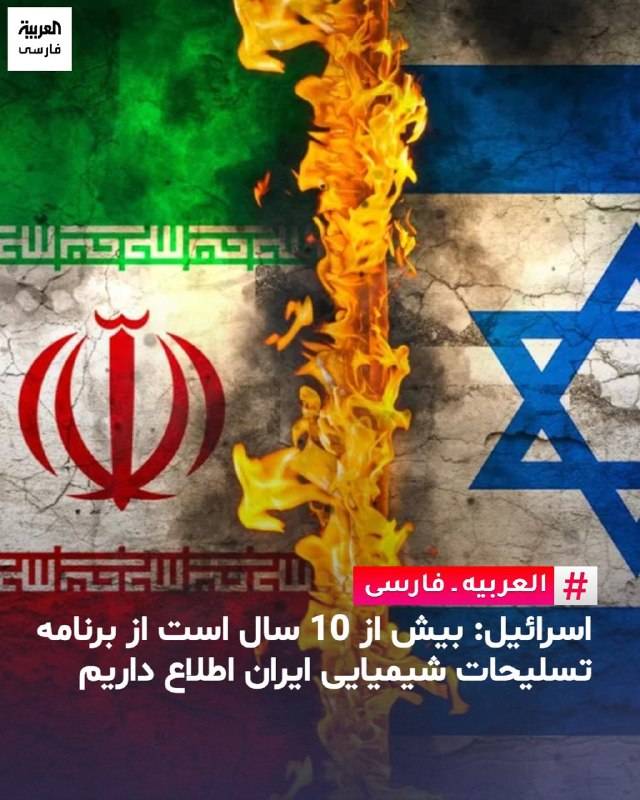 العربية
فارسی
# العربیه ـ فارسی
اسرائیل: بیش از 10 سال است از برنامه
تسلیحات شیمیایی ایران اطلاع داریم